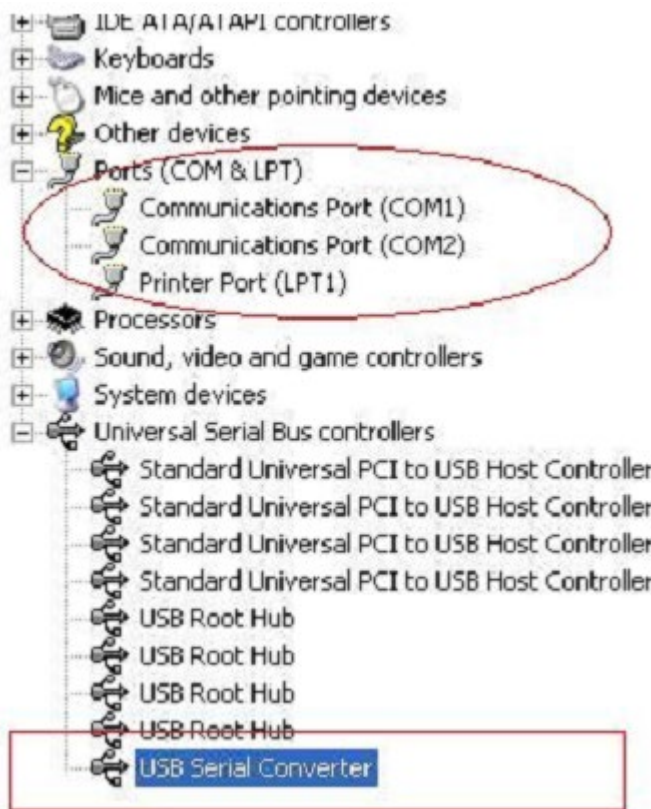 IDE ATA/ATAPI controllers
Keyboards
Mice and other pointing devices
Other devices
Ports (COM & LPT)
Communications Port (COM1)
Communications Port (COM2)
Printer Port (LPT1)
Processors
Sound, video and game controllers
System devices
Universal Serial Bus controllers
Standard Universal PCI to USB Host Controller
Standard Universal PCI to USB Host Controller
Standard Universal PCI to USB Host Controller
Standard Universal PCI to USB Host Controller
USB Root Hub
USB Root Hub
USB Root Hub
USB Root Hub
USB Serial Converter